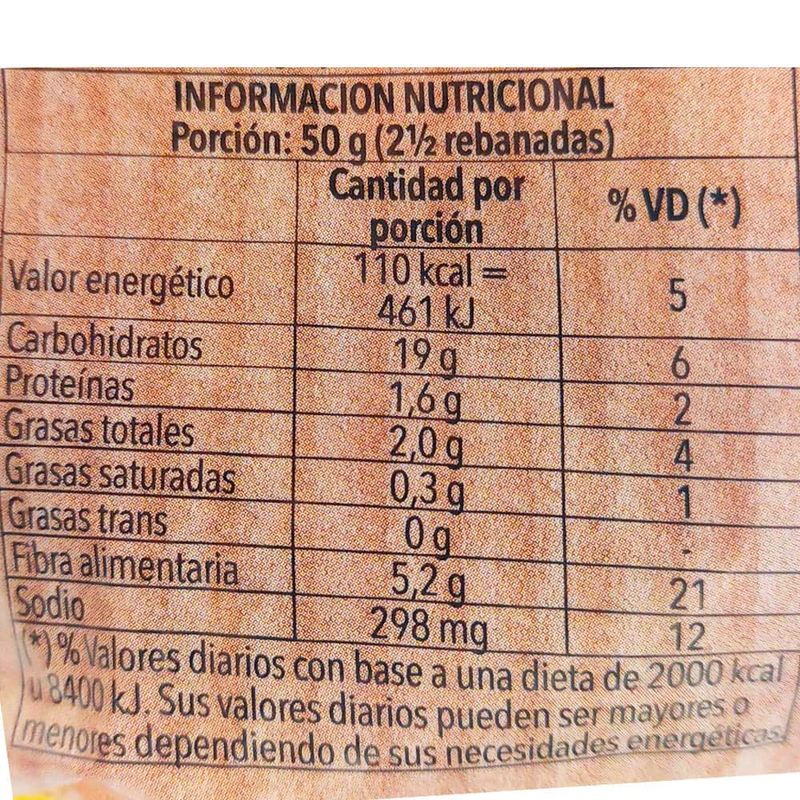 INFORMACION NUTRICIONAL
Porción: 50 g (2½ rebanadas)
Cantidad por porción % VD (*)
Valor energético 110 kcal = 461 kJ 5
Carbohidratos 19 g 6
Proteínas 1,6 g 2
Grasas totales 2,0 g 4
Grasas saturadas 0,3 g 1
Grasas trans 0 g -
Fibra alimentaria 5,2 g 21
Sodio 298 mg 12
(*) % Valores diarios con base a una dieta de 2000 kcal
u 8400 kJ. Sus valores diarios pueden ser mayores o
menores dependiendo de sus necesidades energéticas.